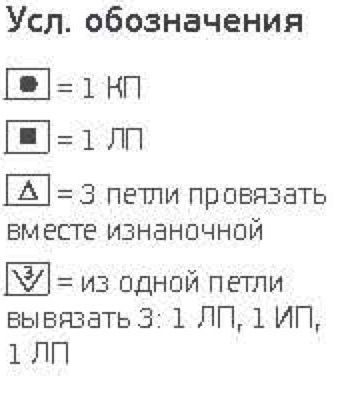 Усл. обозначения
● = 1 КП
■ = 1 ЛП
△ = 3 петли провязать
вместе изнаночной
3 = из одной петли
вывязать 3: 1 ЛП, 1 ИП,
1 ЛП